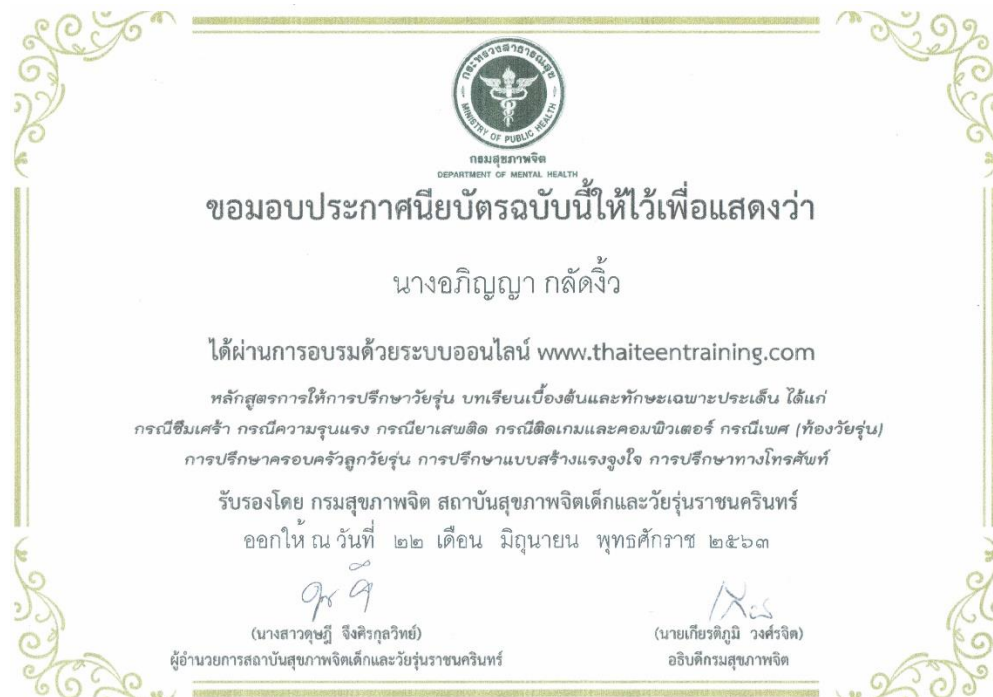 กระทรวงสาธารณสุข
MINISTRY OF PUBLIC HEALTH
กรมสุขภาพจิต
DEPARTMENT OF MENTAL HEALTH
ขอมอบประกาศนียบัตรฉบับนี้ให้ไว้เพื่อแสดงว่า
นางอภิญญา กลัดงิ้ว
ได้ผ่านการอบรมด้วยระบบออนไลน์ www.thaiteentraining.com
หลักสูตรการให้การปรึกษาวัยรุ่น บทเรียนเบื้องต้นและทักษะเฉพาะประเด็น ได้แก่
กรณีซึมเศร้า กรณีความรุนแรง กรณียาเสพติด กรณีติดเกมและคอมพิวเตอร์ กรณีเพศ (ท้องวัยรุ่น)
การปรึกษาครอบครัวลูกวัยรุ่น การปรึกษาแบบสร้างแรงจูงใจ การปรึกษาทางโทรศัพท์
รับรองโดย กรมสุขภาพจิต สถาบันสุขภาพจิตเด็กและวัยรุ่นราชนครินทร์
ออกให้ ณ วันที่ ๒๒ เดือน มิถุนายน พุทธศักราช ๒๕๖๓
(นางสาวดุษฎี จึงศิรกุลวิทย์)
ผู้อำนวยการสถาบันสุขภาพจิตเด็กและวัยรุ่นราชนครินทร์
(นายเกียรติภูมิ วงศ์รจิต)
อธิบดีกรมสุขภาพจิต